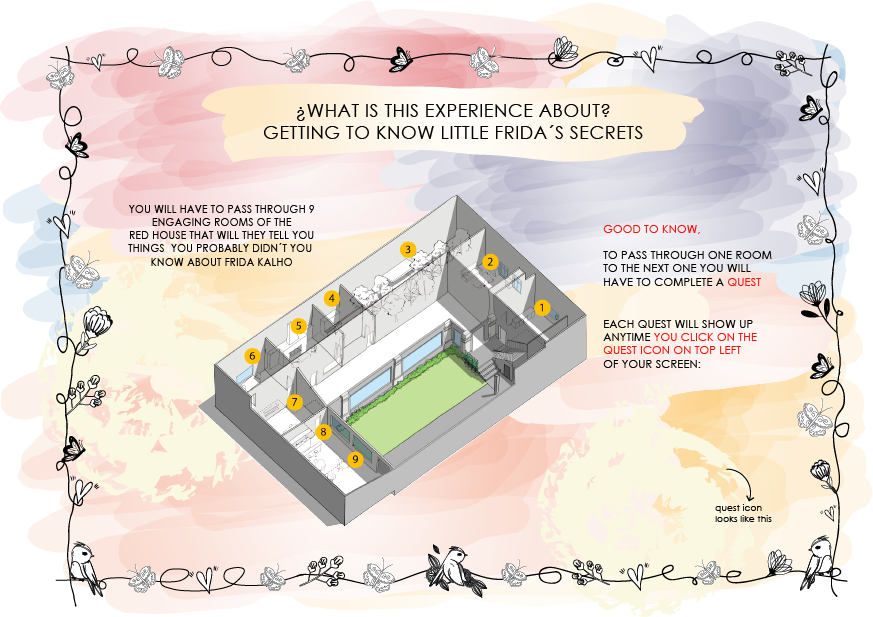 ¿WHAT IS THIS EXPERIENCE ABOUT?
GETTING TO KNOW LITTLE FRIDA´S SECRETS
YOU WILL HAVE TO PASS THROUGH 9
ENGAGING ROOMS OF THE
RED HOUSE THAT WILL THEY TELL YOU
THINGS YOU PROBABLY DIDN´T YOU
KNOW ABOUT FRIDA KALHO
3
2
4
1
5
6
7
8
9
GOOD TO KNOW,
TO PASS THROUGH ONE ROOM
TO THE NEXT ONE YOU WILL
HAVE TO COMPLETE A QUEST
EACH QUEST WILL SHOW UP
ANYTIME YOU CLICK ON THE
QUEST ICON ON TOP LEFT
OF YOUR SCREEN:
quest icon
looks like this